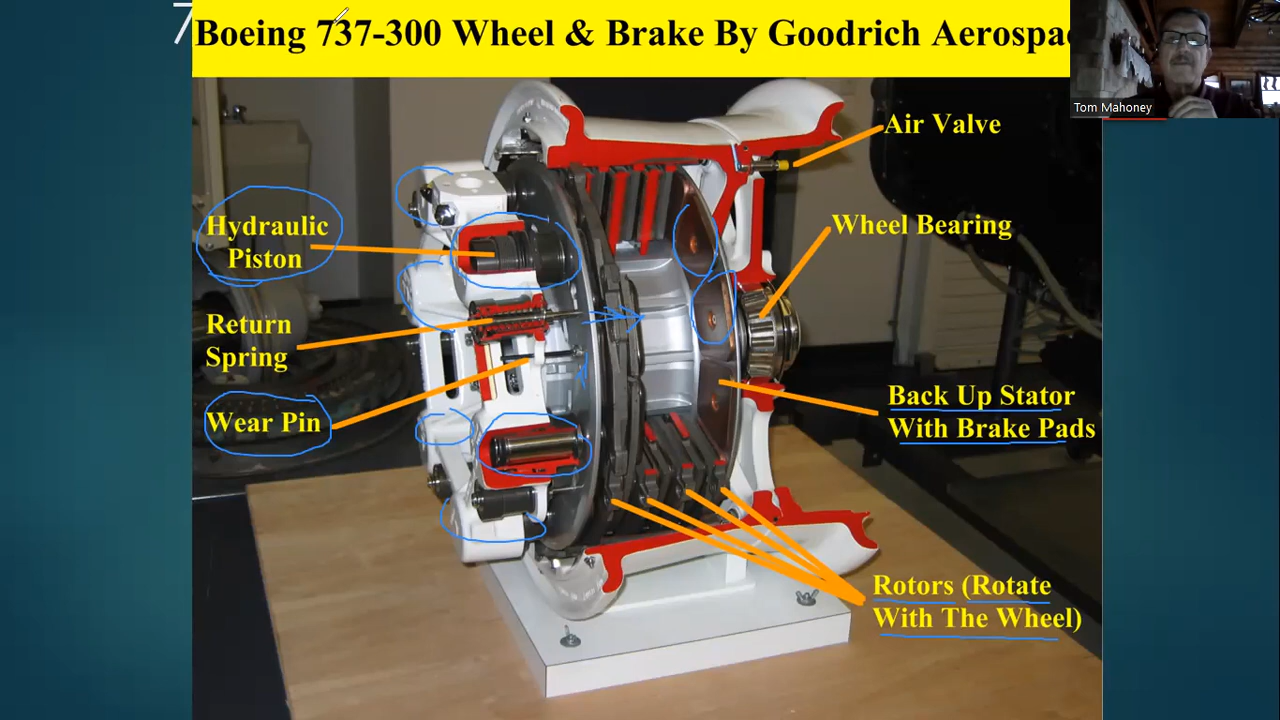 7
Boeing 737-300 Wheel & Brake By Goodrich Aerospac
Tom Mahoney
Air Valve
Hydraulic
Piston
Wheel Bearing
Return
Spring
Wear Pin
Back Up Stator
With Brake Pads
Rotors (Rotate
With The Wheel)